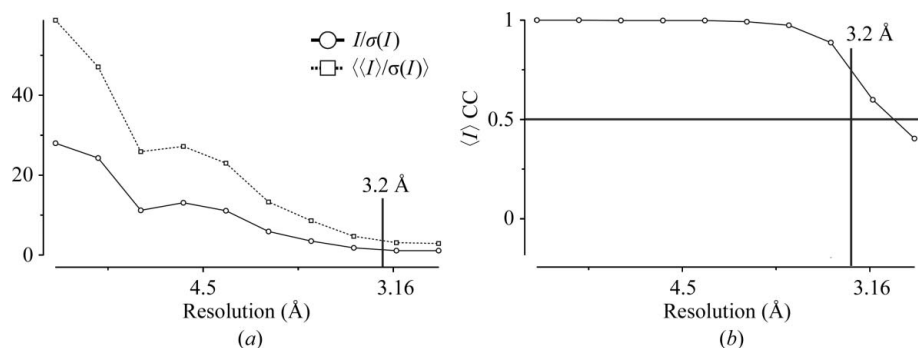 I/σ(I)
⟨⟨I⟩/σ(I)⟩
60
40
20
0
3.2 Å
4.5
3.16
Resolution (Å)
(a)
1
0.5
0
⟨I⟩ CC
3.2 Å
4.5
3.16
Resolution (Å)
(b)